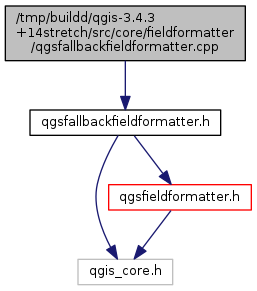 /tmp/buildd/qgis-3.4.3
+14stretch/src/core/fieldformatter
/qgsfallbackfieldformatter.cpp
qgsfallbackfieldformatter.h
qgsfieldformatter.h
qgis_core.h